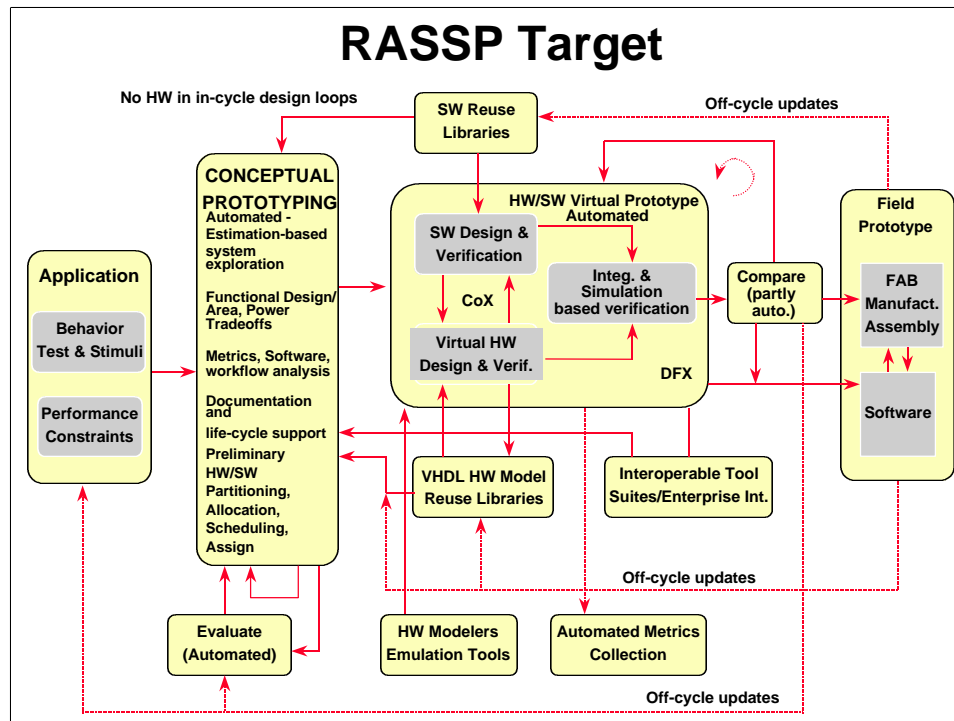 RASSP Target
No HW in in-cycle design loops
SW Reuse
Libraries
Off-cycle updates
CONCEPTUAL
PROTOTYPING
Automated -
Estimation-based
system
exploration
Functional Design/
Area, Power
Tradeoffs
Metrics, Software,
workflow analysis
Documentation and
life-cycle support
Preliminary
HW/SW
Partitioning,
Allocation,
Scheduling,
Assign
Application
Behavior
Test & Stimuli
Performance
Constraints
HW/SW Virtual Prototype
Automated
SW Design &
Verification
CoX
Virtual HW
Design & Verif.
Integ. &
Simulation
based verification
DFX
Compare
(partly
auto.)
Field
Prototype
FAB
Manufact.
Assembly
Software
VHDL HW Model
Reuse Libraries
Interoperable Tool
Suites/Enterprise Int.
Off-cycle updates
Evaluate
(Automated)
HW Modelers
Emulation Tools
Automated Metrics
Collection
Off-cycle updates